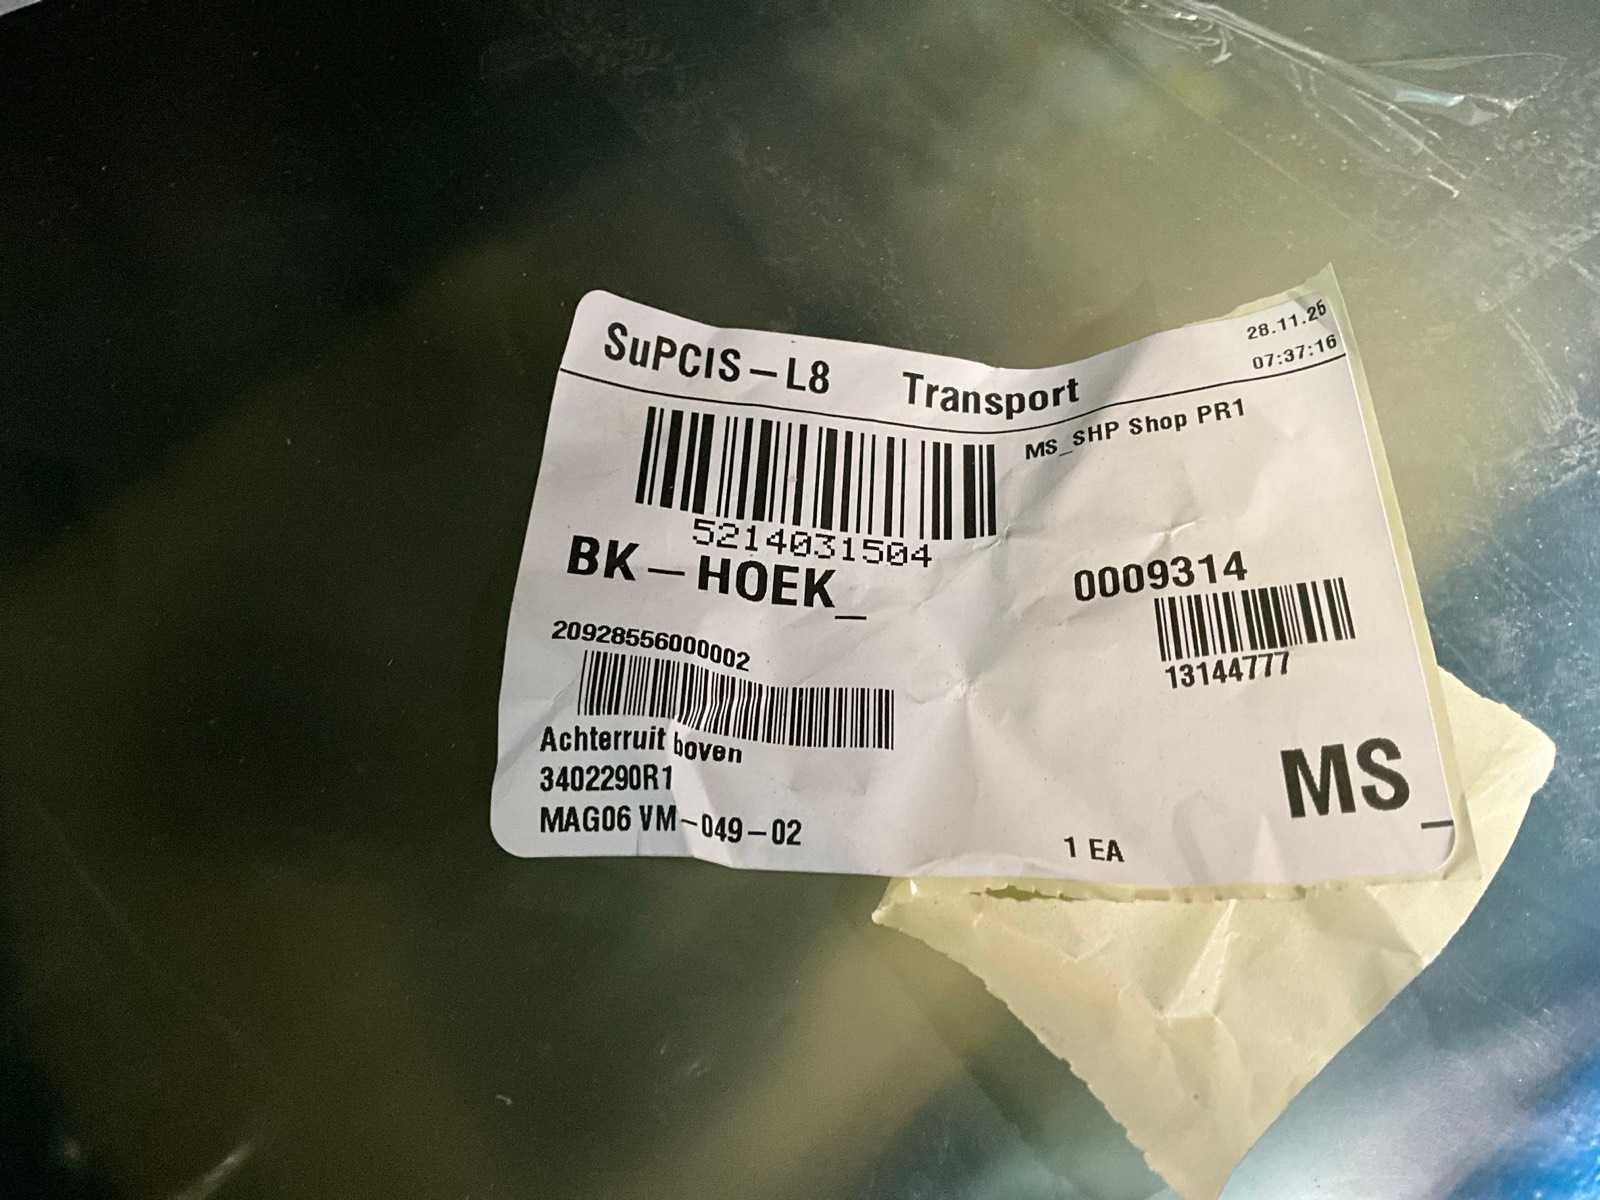 SuPCIS-L8 Transport
28.11.25
07:37:16
MS_SHP Shop PR1
5214031504
BK-HOEK_
0009314
13144777
20928556000002
Achterruit boven
3402290R1
MAG06 VM-049-02
1 EA
MS_